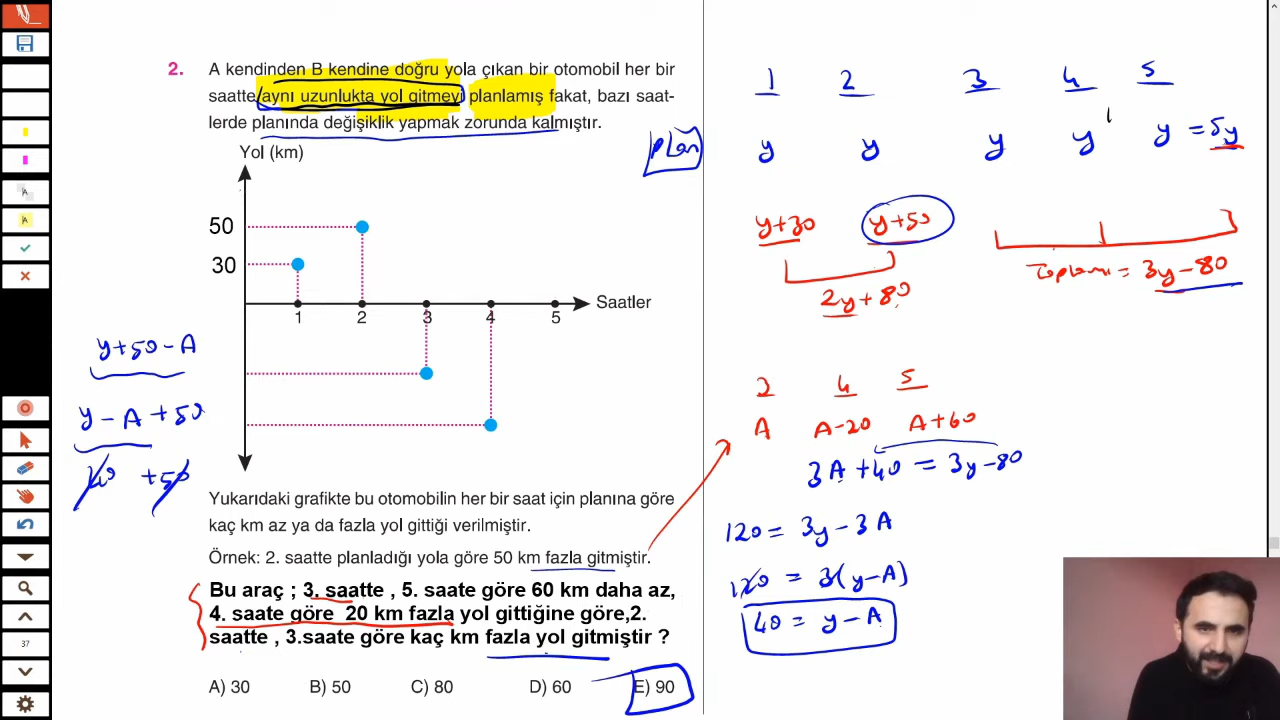 2. A kendinden B kendine doğru yola çıkan bir otomobil her bir
saatte aynı uzunlukta yol gitmeyi planlamış fakat, bazı saat-
lerde planında değişiklik yapmak zorunda kalmıştır.
Yol (km)
50
30
Saatler
1 2 3 4 5
y+50-A
y-A+50
40 +50
Yukarıdaki grafikte bu otomobilin her bir saat için planına göre
kaç km az ya da fazla yol gittiği verilmiştir.
Örnek: 2. saatte planladığı yola göre 50 km fazla gitmiştir.
Bu araç ; 3. saatte , 5. saate göre 60 km daha az,
4. saate göre 20 km fazla yol gittiğine göre,2.
saatte , 3.saate göre kaç km fazla yol gitmiştir ?
A) 30 B) 50 C) 80 D) 60 E) 90
1 2 3 4 5
plan y y y y y = 5y
y+30 y+50
2y+80
Toplamı = 3y-80
2 4 5
A A-20 A+60
3A+40 = 3y-80
120 = 3y-3A
120 = 3(y-A)
40 = y-A
A
A
37